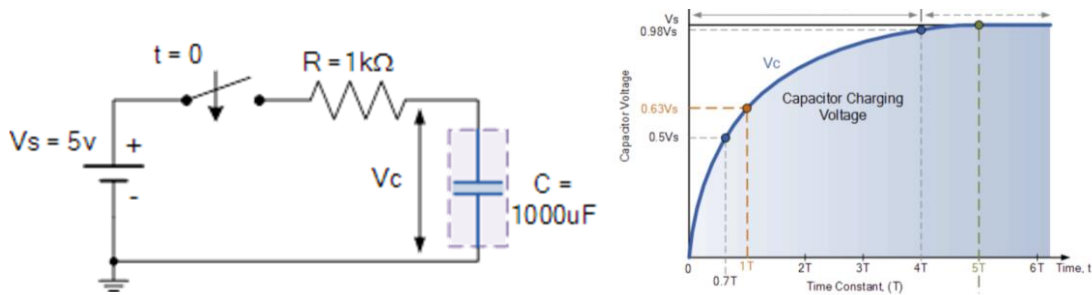 t = 0
R = 1kΩ
Vs = 5v
+
-
Vc
C =
1000uF
Vs
0.98Vs
0.63Vs
0.5Vs
Capacitor Voltage
Vc
Capacitor Charging
Voltage
0
0.7T
1T
2T
3T
4T
5T
6T
Time, t
Time Constant, (T)